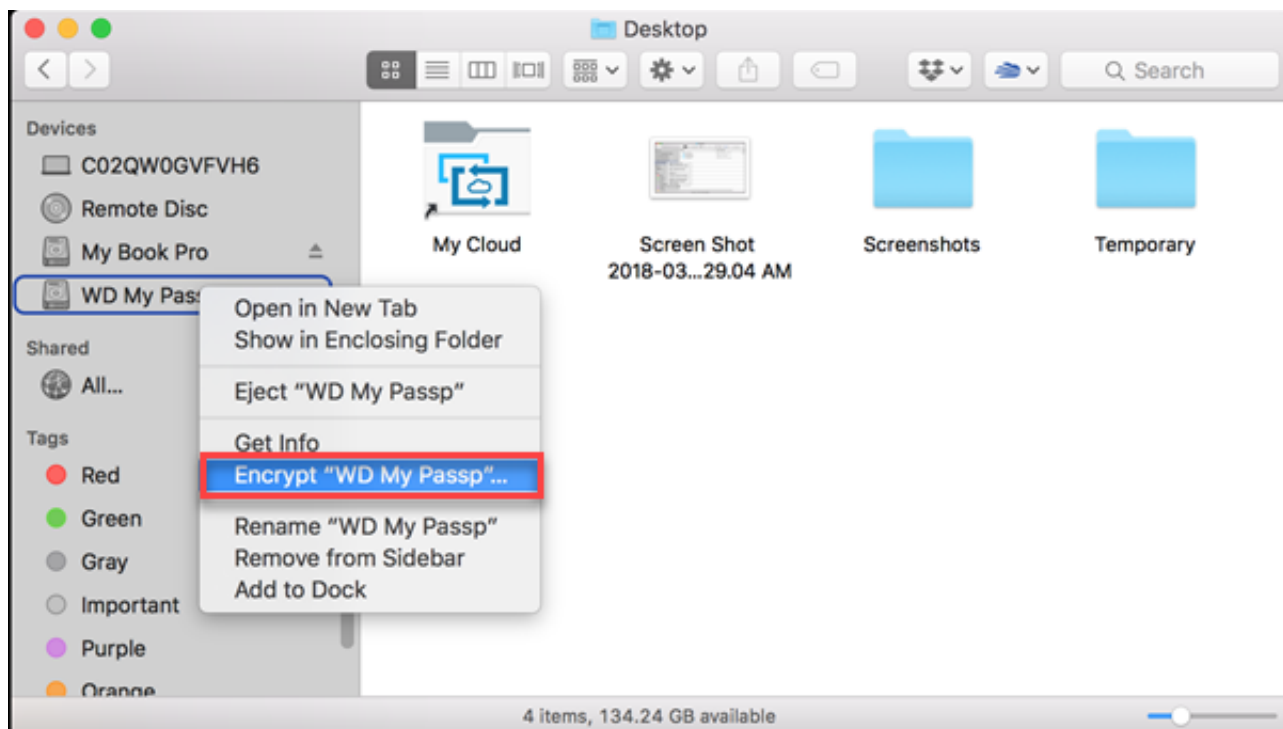 Desktop
Search
Devices
C02QW0GVFVH6
Remote Disc
My Book Pro
WD My Pas
Shared
All...
Tags
Red
Green
Gray
Important
Purple
Orange
Open in New Tab
Show in Enclosing Folder
Eject “WD My Passp”
Get Info
Encrypt “WD My Passp”...
Rename “WD My Passp”
Remove from Sidebar
Add to Dock
My Cloud
Screen Shot
2018-03...29.04 AM
Screenshots
Temporary
4 items, 134.24 GB available